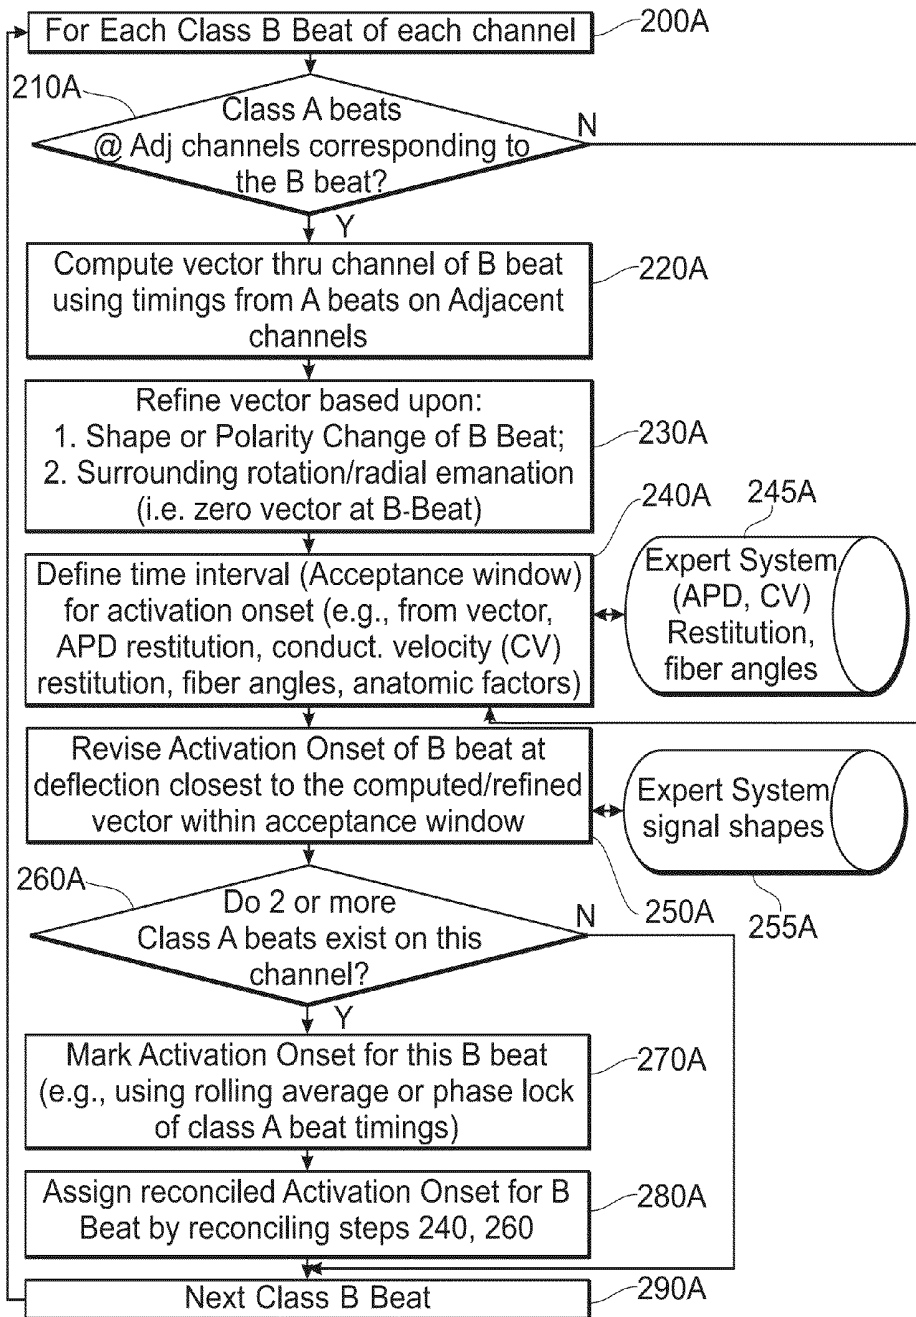 For Each Class B Beat of each channel
200A
210A
Class A beats
@ Adj channels corresponding to
the B beat?
N
Y
Compute vector thru channel of B beat
using timings from A beats on Adjacent
channels
220A
Refine vector based upon:
1. Shape or Polarity Change of B Beat;
2. Surrounding rotation/radial emanation
(i.e. zero vector at B-Beat)
230A
240A
245A
Define time interval (Acceptance window)
for activation onset (e.g., from vector,
APD restitution, conduct. velocity (CV)
restitution, fiber angles, anatomic factors)
Expert System
(APD, CV)
Restitution,
fiber angles
Revise Activation Onset of B beat at
deflection closest to the computed/refined
vector within acceptance window
Expert System
signal shapes
250A
255A
260A
Do 2 or more
Class A beats exist on this
channel?
N
Y
Mark Activation Onset for this B beat
(e.g., using rolling average or phase lock
of class A beat timings)
270A
Assign reconciled Activation Onset for B
Beat by reconciling steps 240, 260
280A
Next Class B Beat
290A